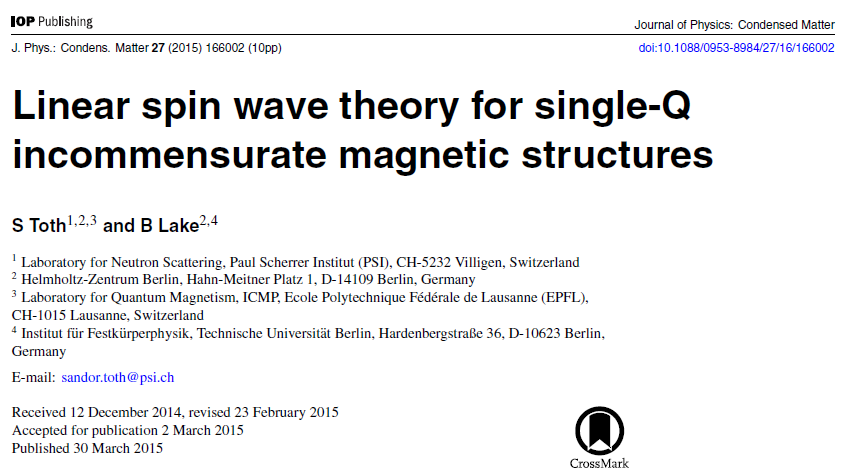 IOP Publishing
Journal of Physics: Condensed Matter
J. Phys.: Condens. Matter 27 (2015) 166002 (10pp)
doi:10.1088/0953-8984/27/16/166002
Linear spin wave theory for single-Q
incommensurate magnetic structures
S Toth1,2,3 and B Lake2,4
1 Laboratory for Neutron Scattering, Paul Scherrer Institut (PSI), CH-5232 Villigen, Switzerland
2 Helmholtz-Zentrum Berlin, Hahn-Meitner Platz 1, D-14109 Berlin, Germany
3 Laboratory for Quantum Magnetism, ICMP, Ecole Polytechnique Fédérale de Lausanne (EPFL),
CH-1015 Lausanne, Switzerland
4 Institut für Festkürperphysik, Technische Universität Berlin, Hardenbergstraße 36, D-10623 Berlin,
Germany
E-mail: sandor.toth@psi.ch
Received 12 December 2014, revised 23 February 2015
Accepted for publication 2 March 2015
Published 30 March 2015
CrossMark